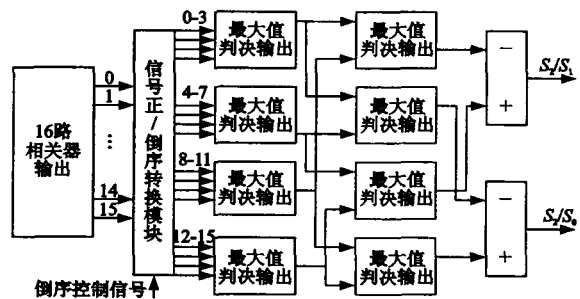 16路
相关器
输出
0
1
...
14
15
信号正/倒序转换模块
倒序控制信号
0-3
4-7
8-11
12-15
最大值
判决输出
最大值
判决输出
最大值
判决输出
最大值
判决输出
最大值
判决输出
最大值
判决输出
最大值
判决输出
最大值
判决输出
−
+
S₂/S₁
−
+